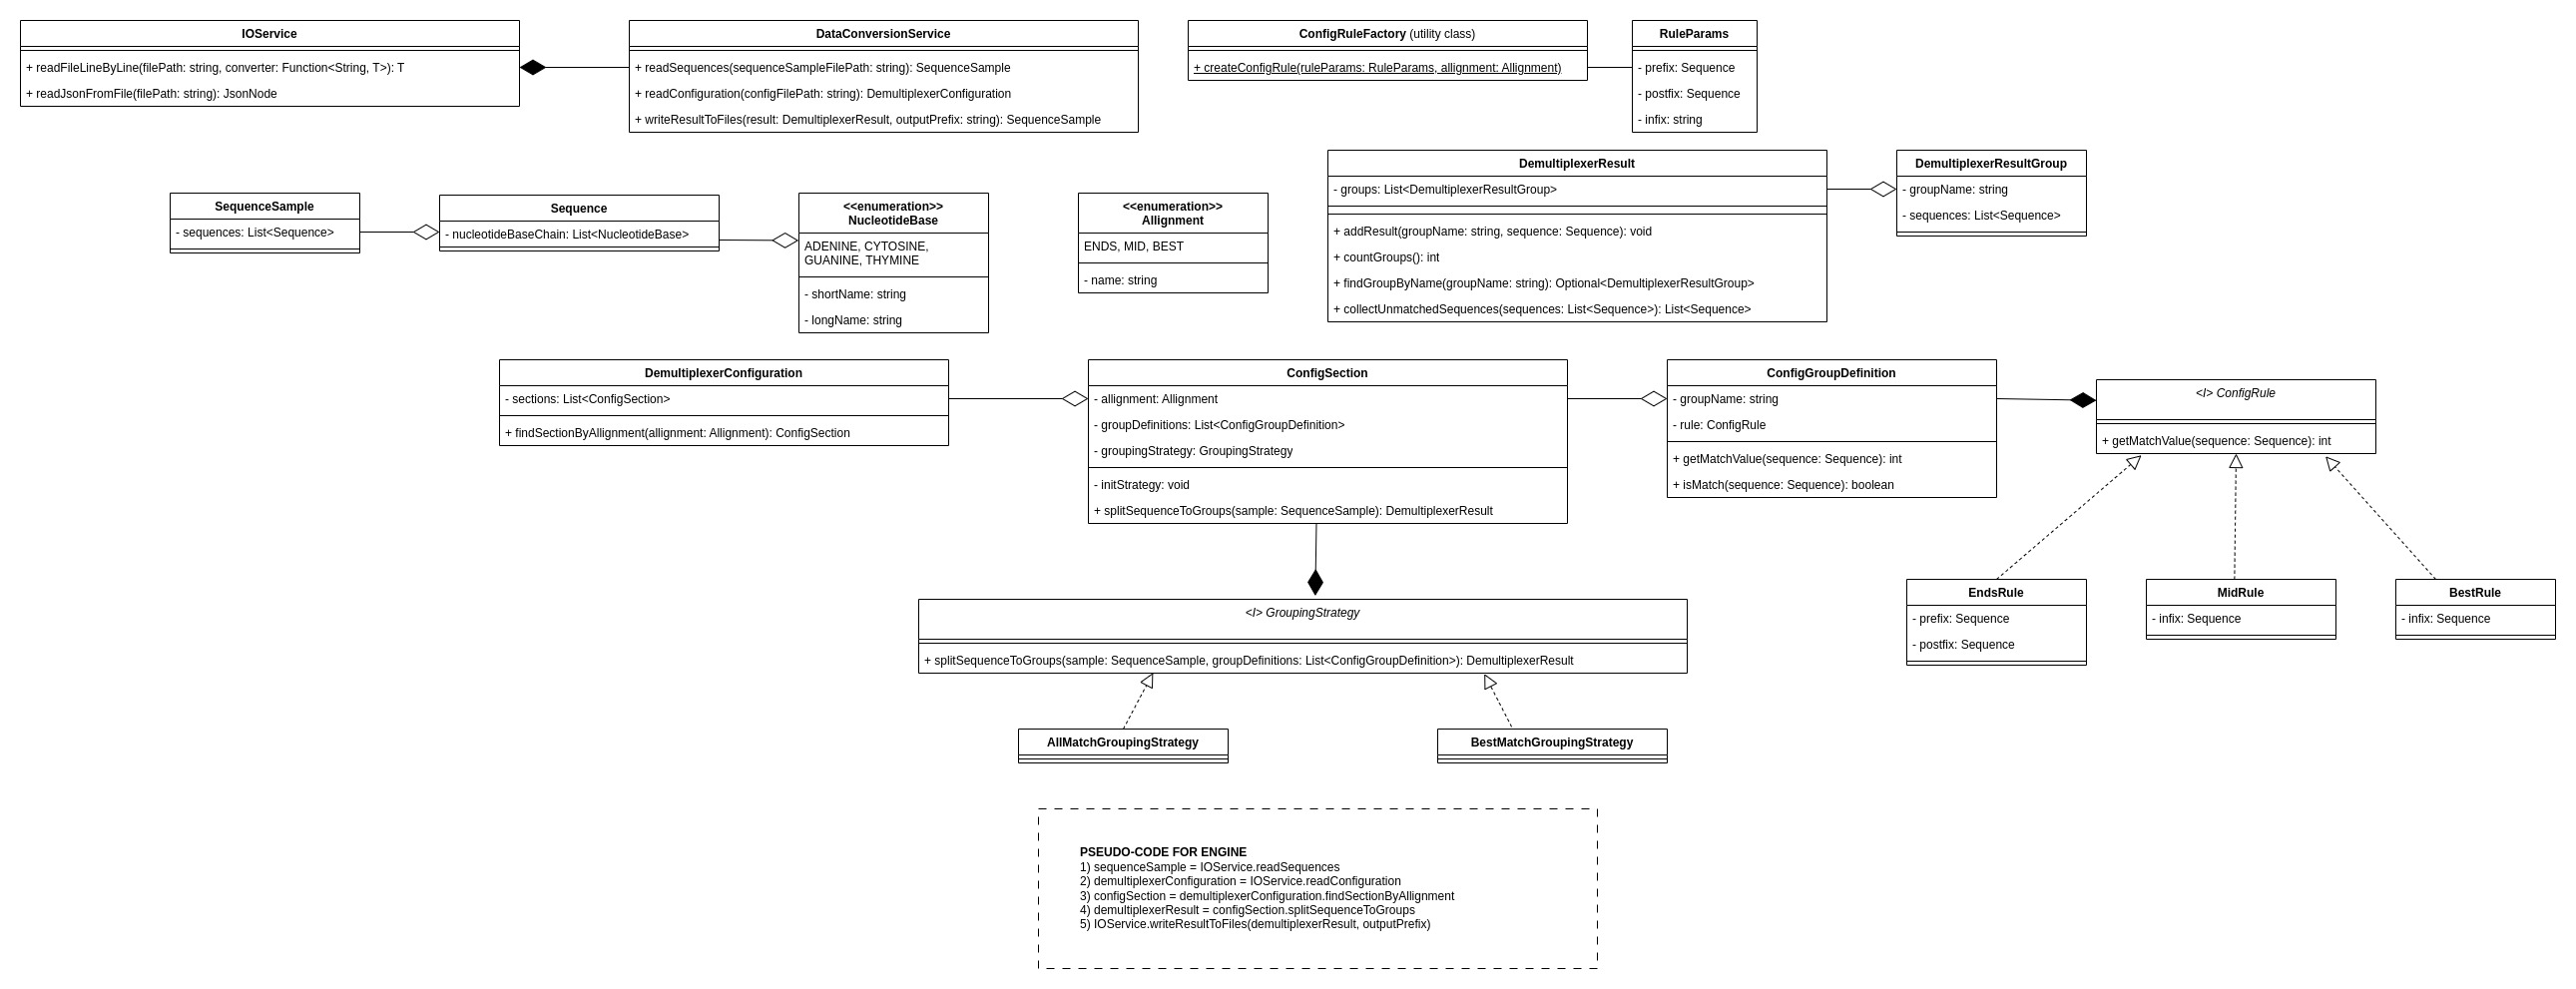 IOService
+ readFileLineByLine(filePath: string, converter: Function<String, T>): T
+ readJsonFromFile(filePath: string): JsonNode
DataConversionService
+ readSequences(sequenceSampleFilePath: string): SequenceSample
+ readConfiguration(configFilePath: string): DemultiplexerConfiguration
+ writeResultToFiles(result: DemultiplexerResult, outputPrefix: string): SequenceSample
ConfigRuleFactory (utility class)
+ createConfigRule(ruleParams: RuleParams, allignment: Allignment)
RuleParams
- prefix: Sequence
- postfix: Sequence
- infix: string
SequenceSample
- sequences: List<Sequence>
Sequence
- nucleotideBaseChain: List<NucleotideBase>
<<enumeration>>
NucleotideBase
ADENINE, CYTOSINE,
GUANINE, THYMINE
- shortName: string
- longName: string
<<enumeration>>
Allignment
ENDS, MID, BEST
- name: string
DemultiplexerResult
- groups: List<DemultiplexerResultGroup>
+ addResult(groupName: string, sequence: Sequence): void
+ countGroups(): int
+ findGroupByName(groupName: string): Optional<DemultiplexerResultGroup>
+ collectUnmatchedSequences(sequences: List<Sequence>): List<Sequence>
DemultiplexerResultGroup
- groupName: string
- sequences: List<Sequence>
DemultiplexerConfiguration
- sections: List<ConfigSection>
+ findSectionByAllignment(allignment: Allignment): ConfigSection
ConfigSection
- allignment: Allignment
- groupDefinitions: List<ConfigGroupDefinition>
- groupingStrategy: GroupingStrategy
- initStrategy: void
+ splitSequenceToGroups(sample: SequenceSample): DemultiplexerResult
ConfigGroupDefinition
- groupName: string
- rule: ConfigRule
+ getMatchValue(sequence: Sequence): int
+ isMatch(sequence: Sequence): boolean
<I> ConfigRule
+ getMatchValue(sequence: Sequence): int
EndsRule
- prefix: Sequence
- postfix: Sequence
MidRule
- infix: Sequence
BestRule
- infix: Sequence
<I> GroupingStrategy
+ splitSequenceToGroups(sample: SequenceSample, groupDefinitions: List<ConfigGroupDefinition>): DemultiplexerResult
AllMatchGroupingStrategy
BestMatchGroupingStrategy
PSEUDO-CODE FOR ENGINE
1) sequenceSample = IOService.readSequences
2) demultiplexerConfiguration = IOService.readConfiguration
3) configSection = demultiplexerConfiguration.findSectionByAllignment
4) demultiplexerResult = configSection.splitSequenceToGroups
5) IOService.writeResultToFiles(demultiplexerResult, outputPrefix)